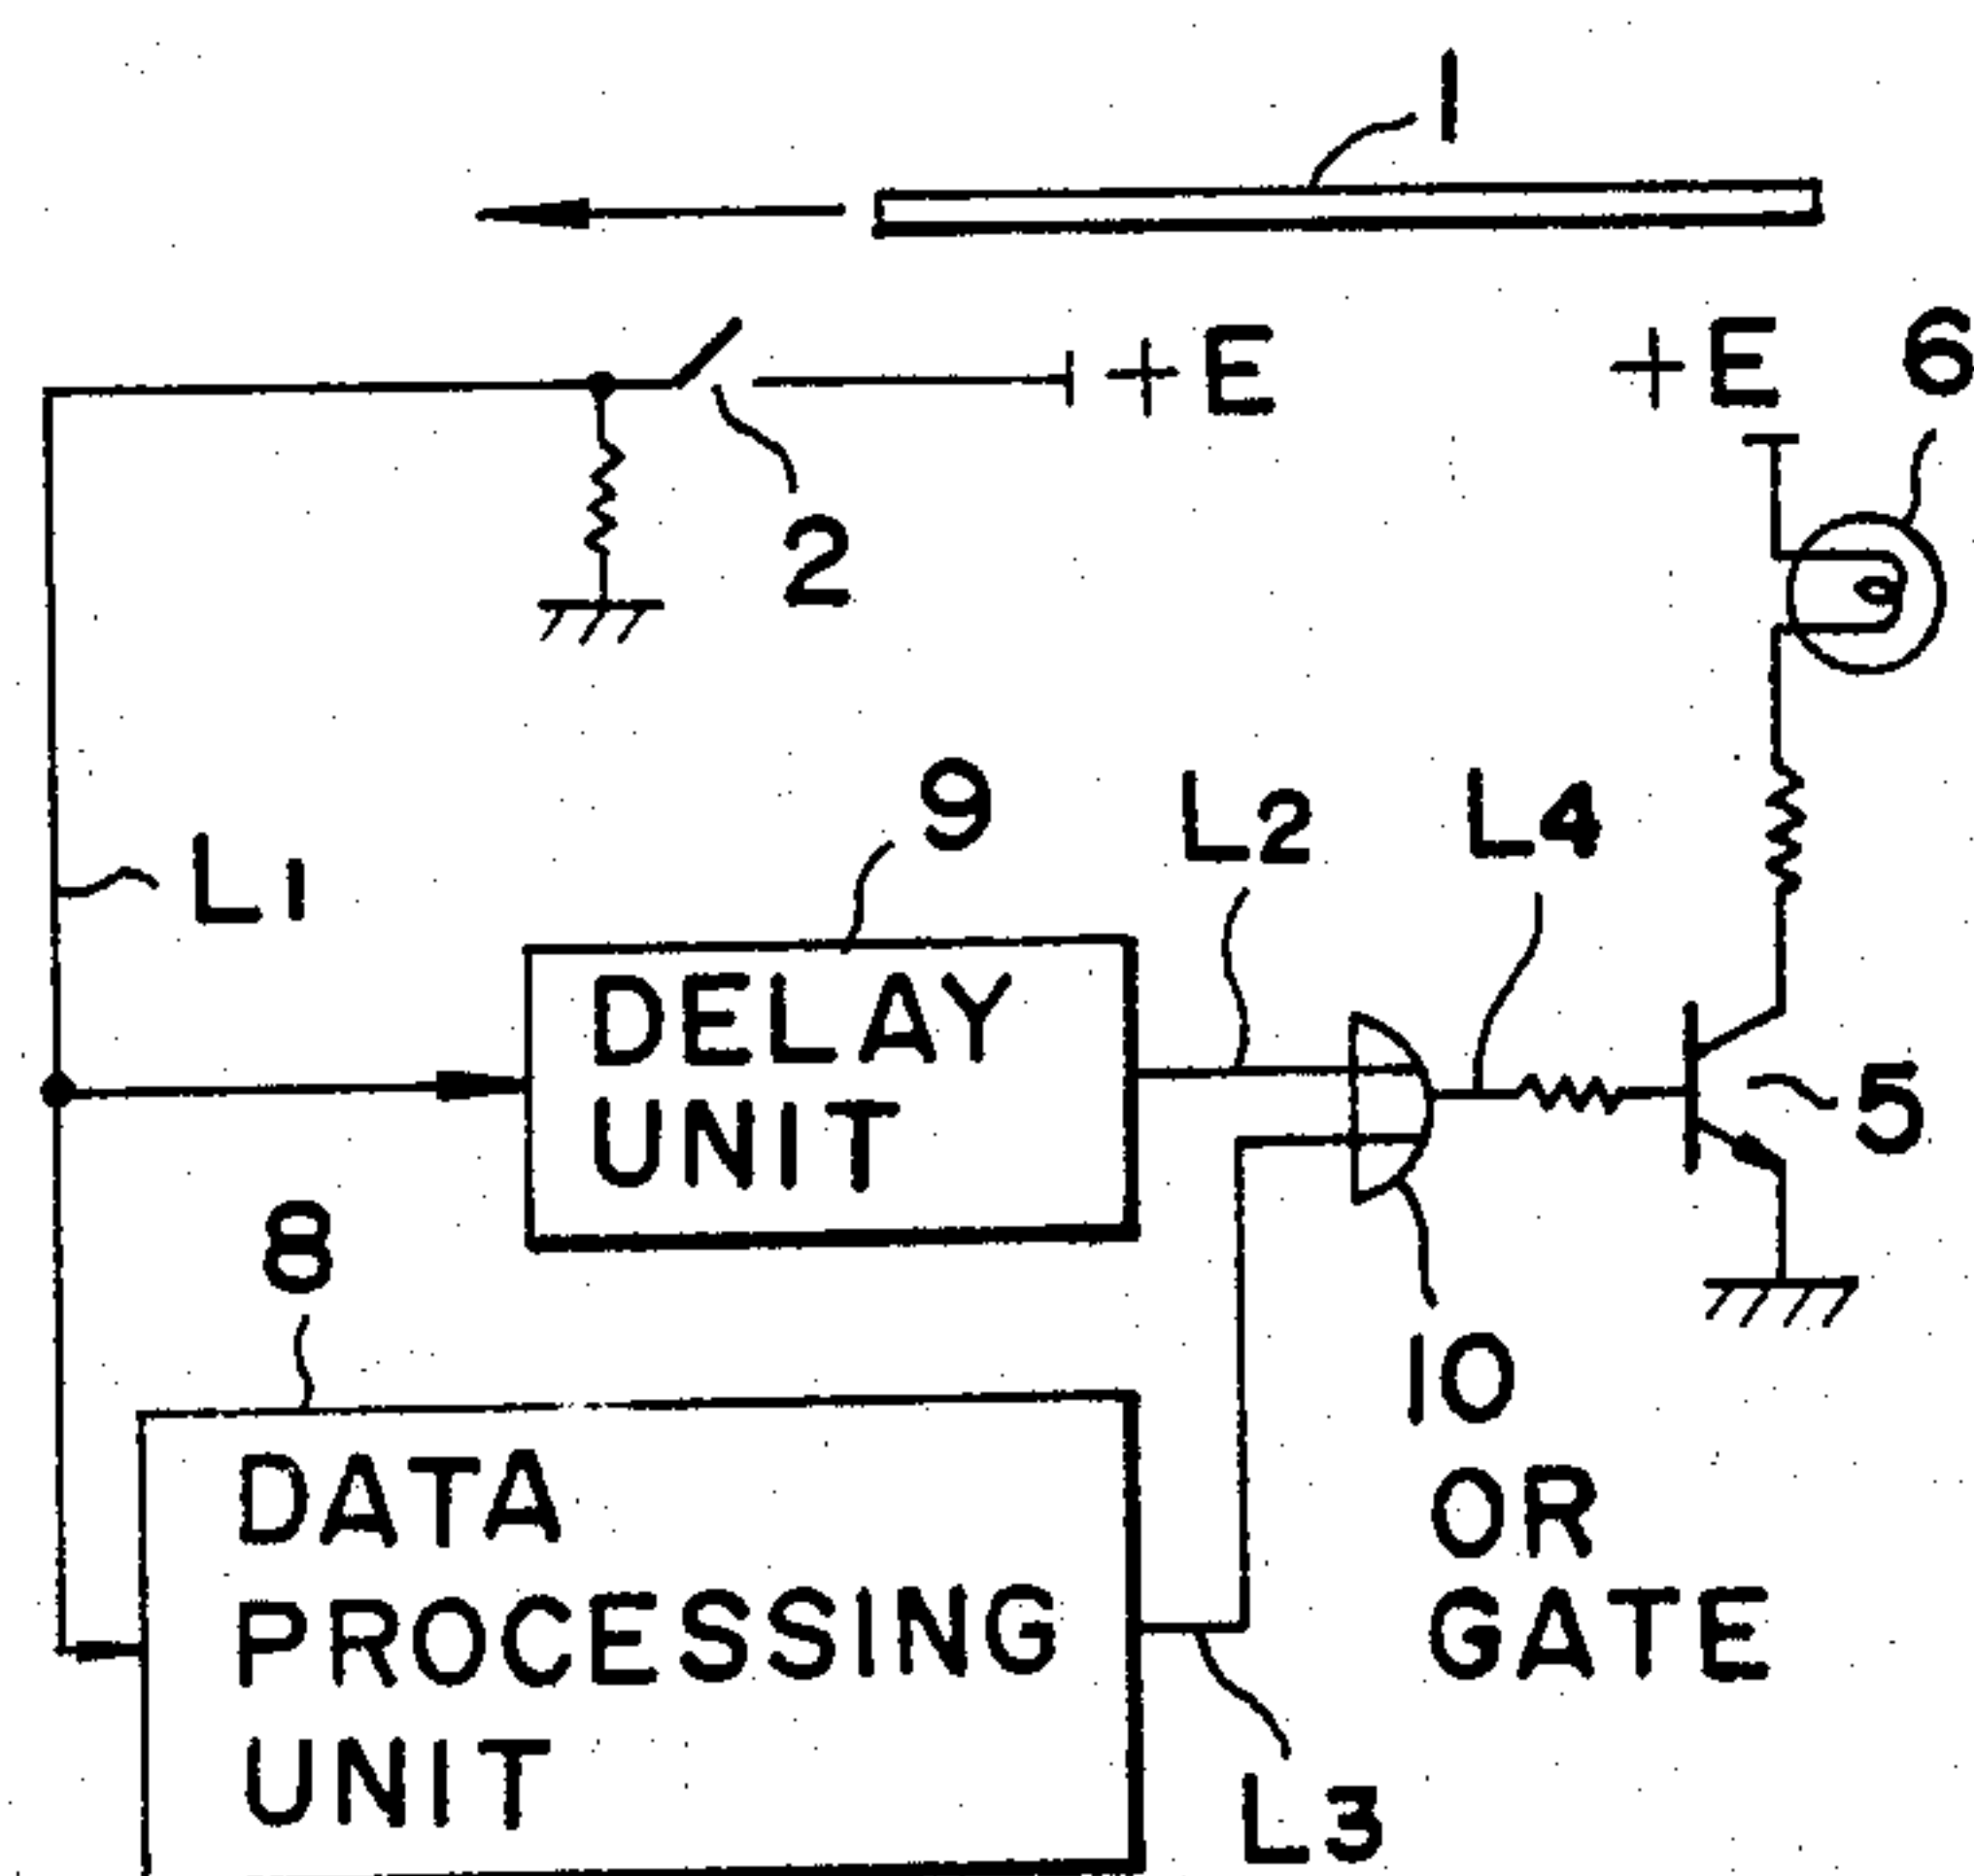 1
+E
+E 6
2
9
L2
L4
L1
DELAY
UNIT
5
8
10
OR
GATE
DATA
PROCESSING
UNIT
L3